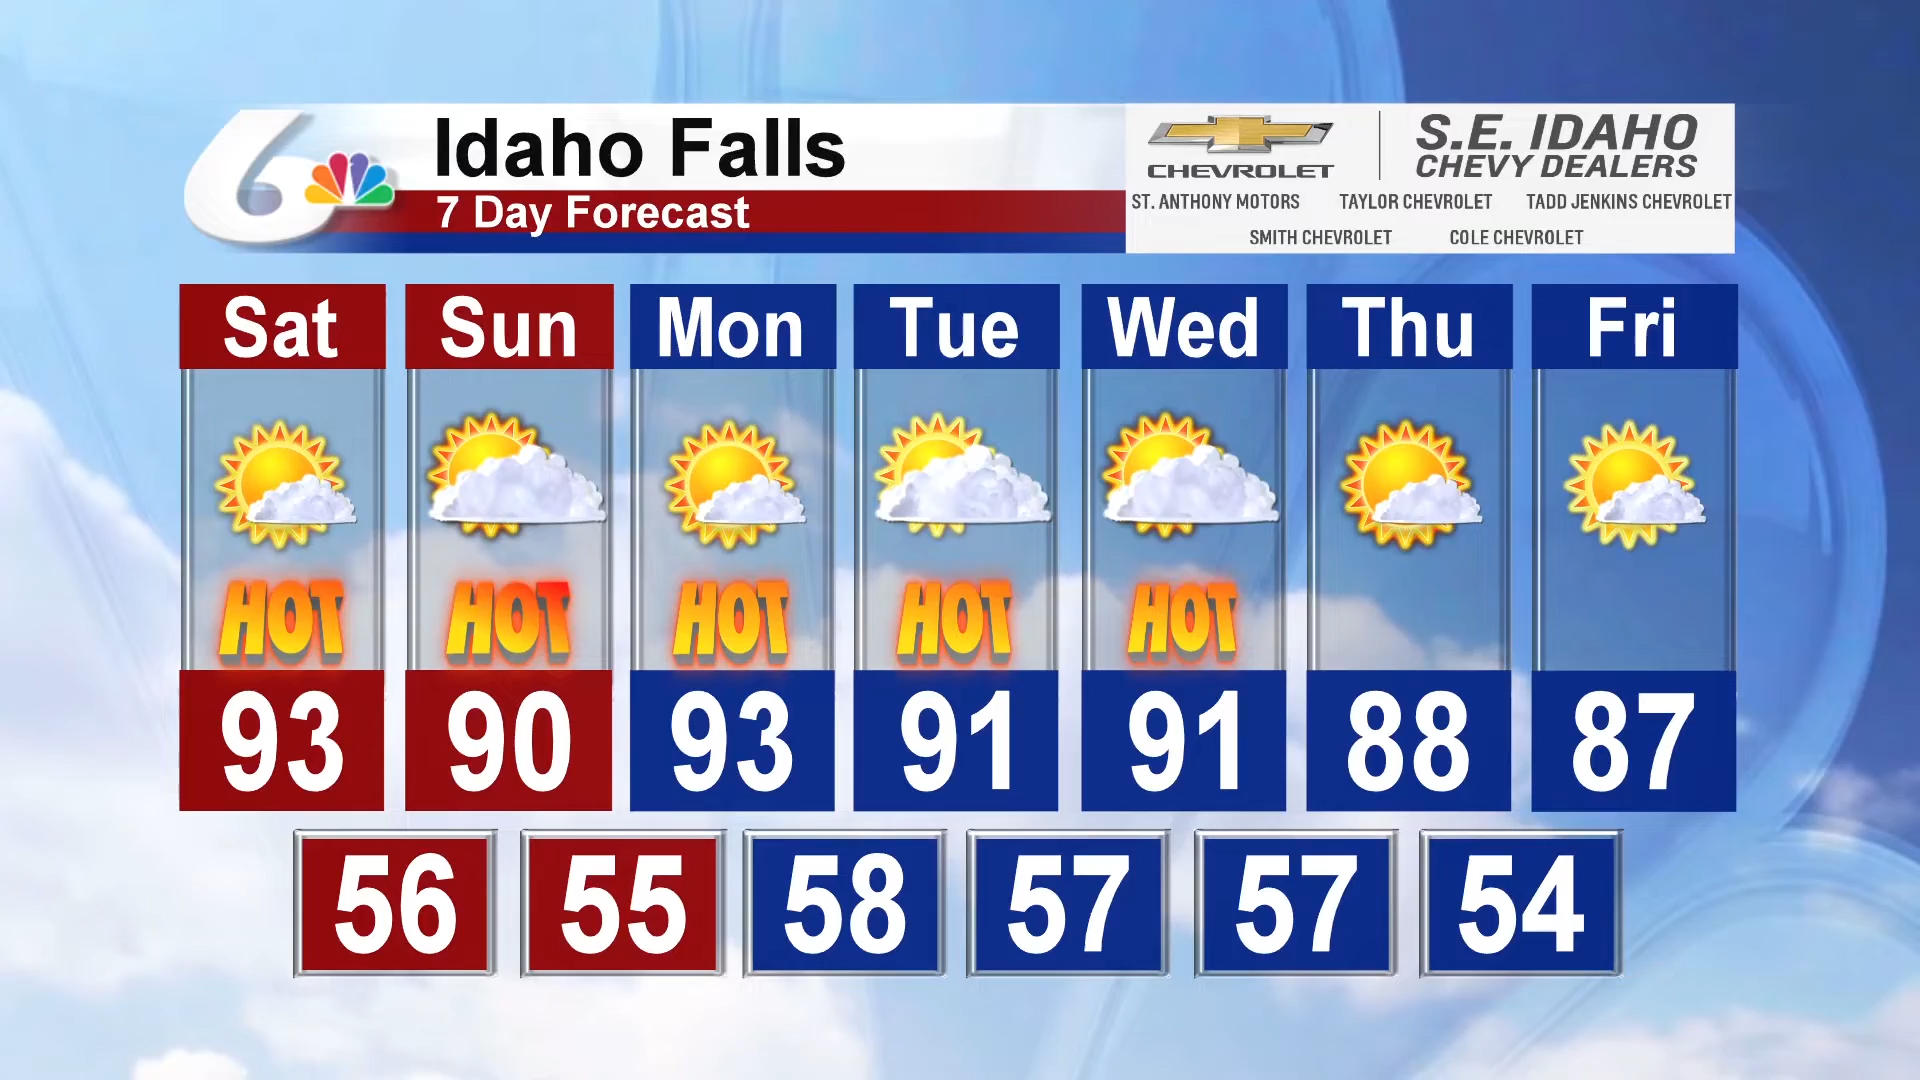 6
Idaho Falls
7 Day Forecast
CHEVROLET
S.E. IDAHO
CHEVY DEALERS
ST. ANTHONY MOTORS TAYLOR CHEVROLET TADD JENKINS CHEVROLET
SMITH CHEVROLET COLE CHEVROLET
Sat Sun Mon Tue Wed Thu Fri
HOT HOT HOT HOT HOT
93 90 93 91 91 88 87
56 55 58 57 57 54